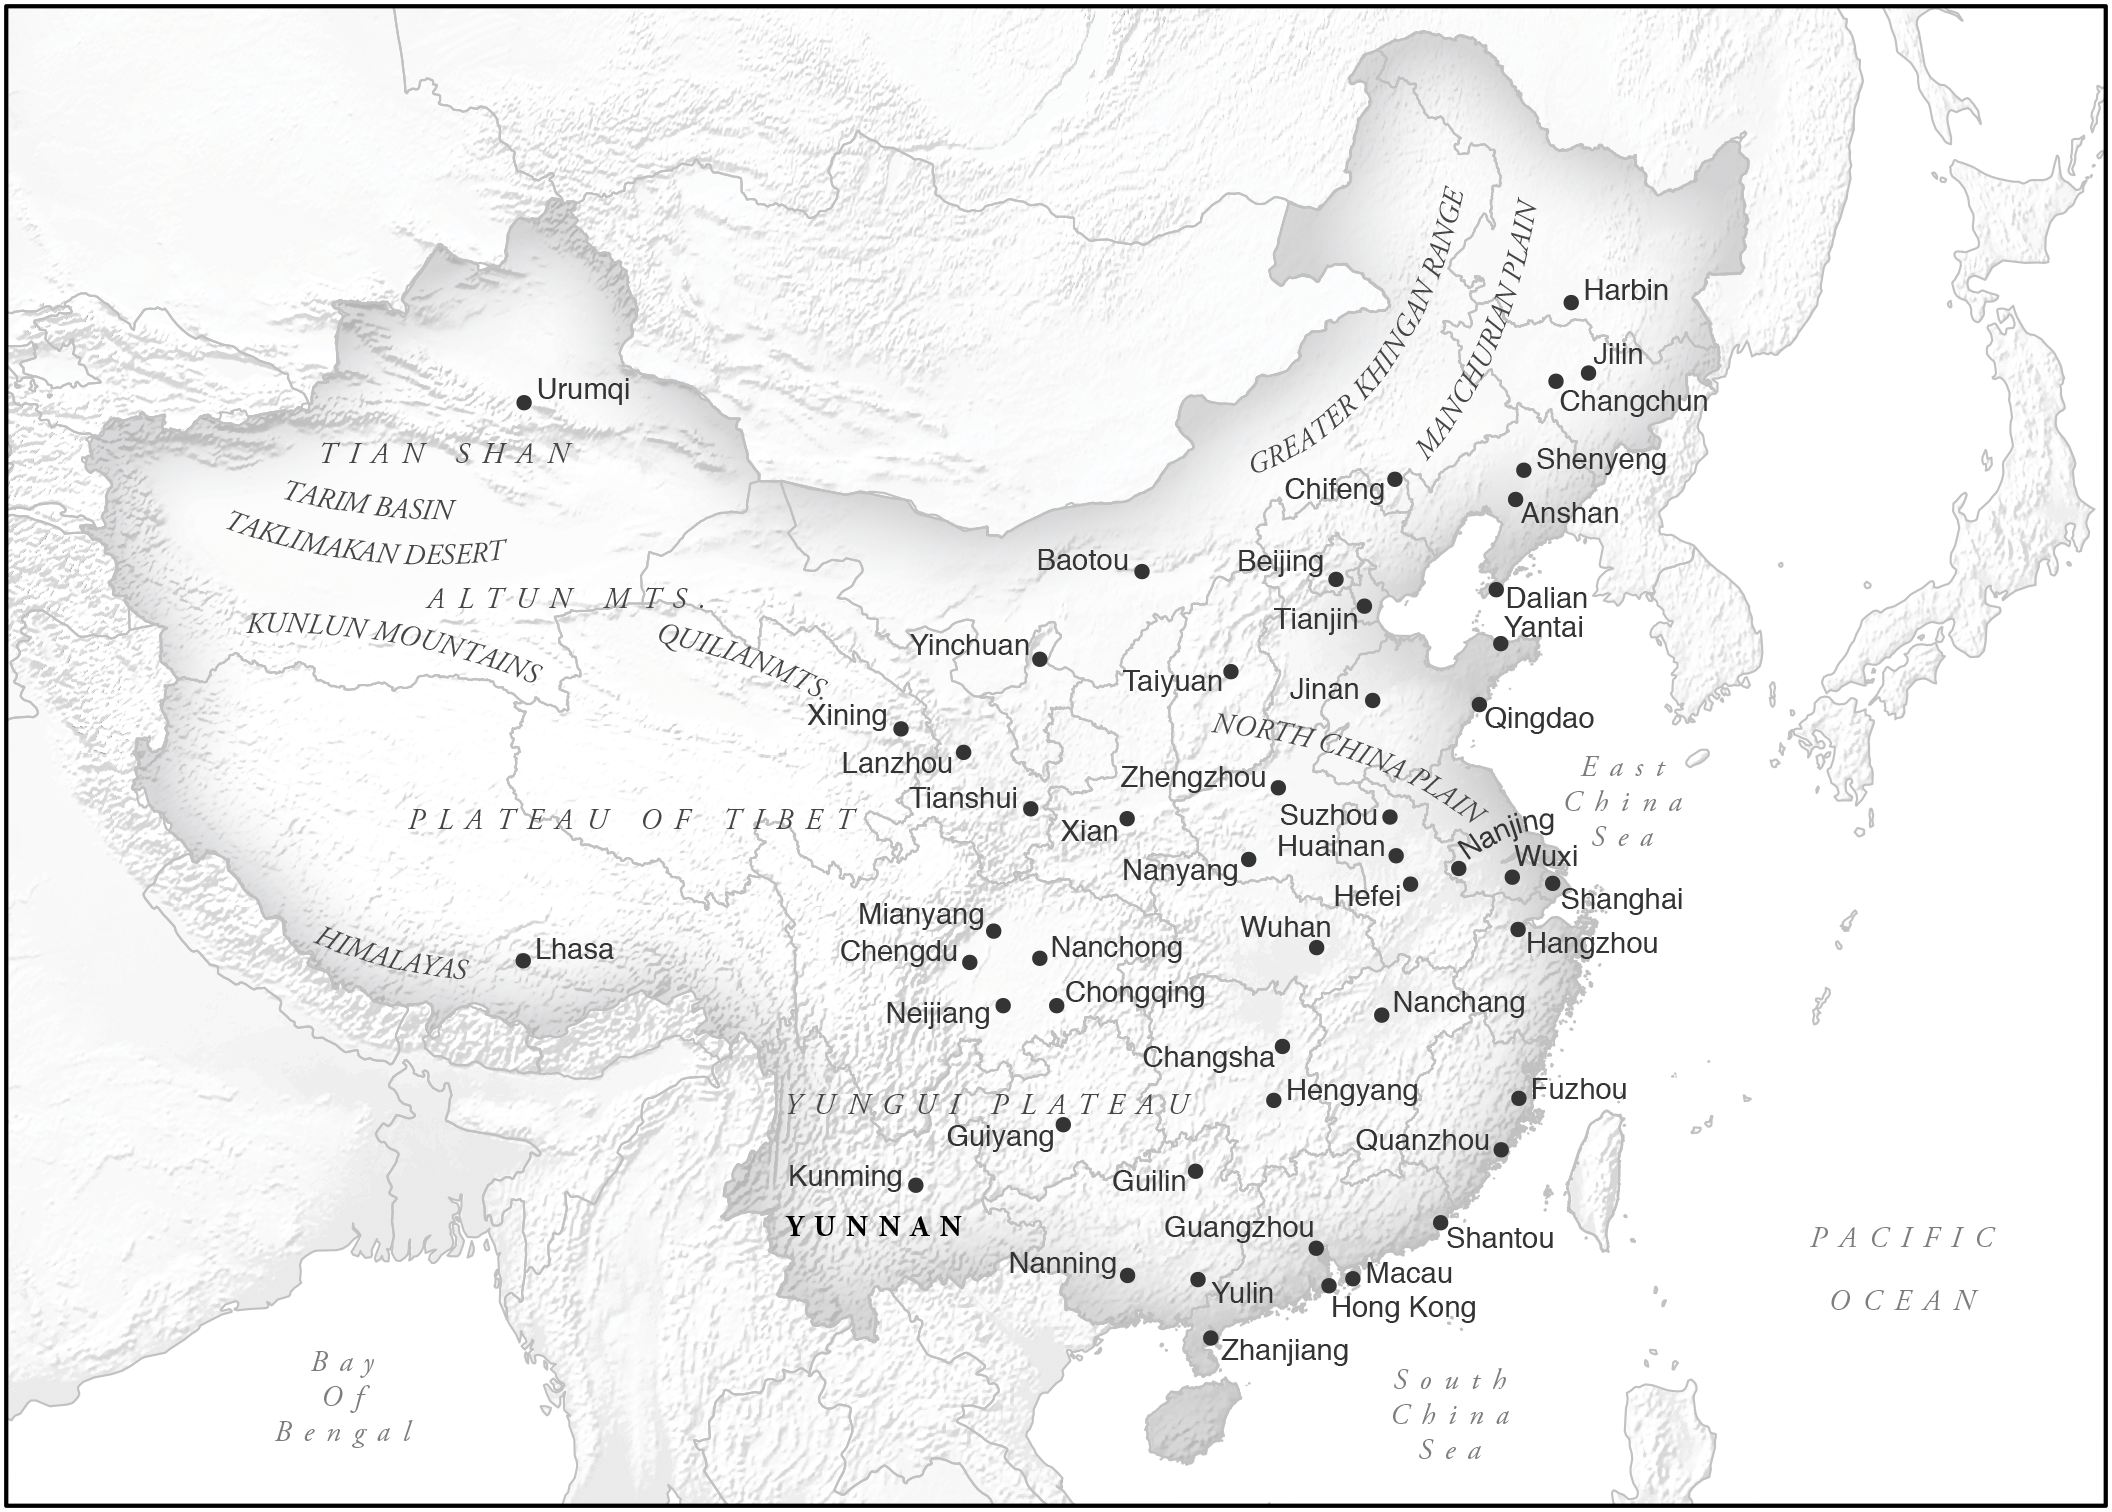 GREATER KHINGAN RANGE
MANCHURIAN PLAIN
Harbin
Jilin
Changchun
Urumqi
TIAN SHAN
TARIM BASIN
TAKLIMAKAN DESERT
Shenyeng
Chifeng
Anshan
Baotou
Beijing
ALTUN MTS.
Dalian
Tianjin
Yantai
KUNLUN MOUNTAINS
QUILIANMTS.
Yinchuan
Taiyuan
Jinan
Xining
Qingdao
NORTH CHINA PLAIN
Lanzhou
East
China
Sea
Zhengzhou
Tianshui
PLATEAU OF TIBET
Suzhou
Xian
Nanjing
Huainan
Wuxi
Nanyang
Hefei
Shanghai
Mianyang
Wuhan
HIMALAYAS
Lhasa
Chengdu
Nanchong
Hangzhou
Chongqing
Neijiang
Nanchang
Changsha
YUNGUI PLATEAU
Hengyang
Fuzhou
Guiyang
Quanzhou
Kunming
Guilin
YUNNAN
Guangzhou
Shantou
PACIFIC
OCEAN
Nanning
Macau
Yulin
Hong Kong
Zhanjiang
Bay
Of
Bengal
South
China
Sea